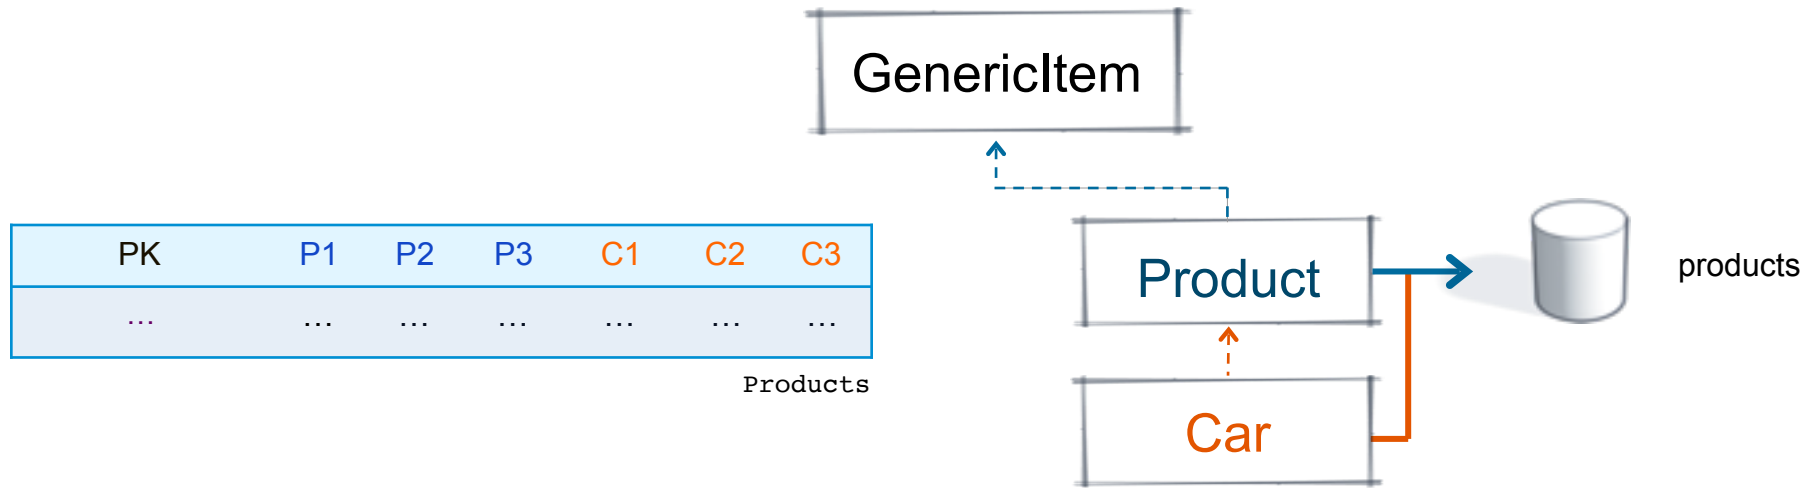 GenericItem
PK P1 P2 P3 C1 C2 C3
... ... ... ... ... ... ...
Products
Product
products
Car